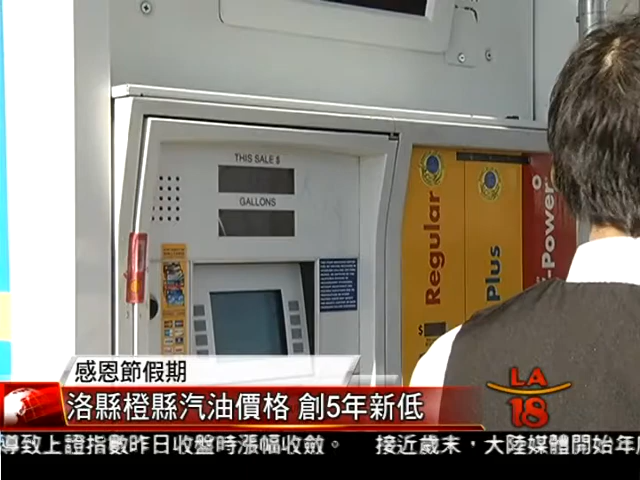 THIS SALE $
GALLONS
Regular
Plus
-Power
$
感恩節假期
洛縣橙縣汽油價格 創5年新低
LA
18
導致上證指數昨日收盤時漲幅收斂。 接近歲末，大陸媒體開始年